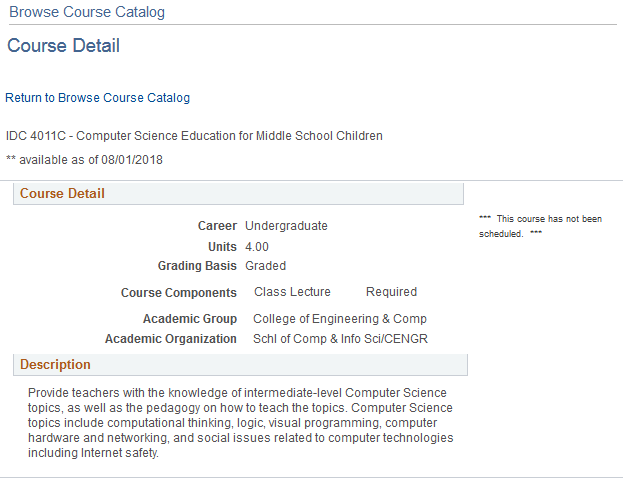 Browse Course Catalog
Course Detail
Return to Browse Course Catalog
IDC 4011C - Computer Science Education for Middle School Children
** available as of 08/01/2018
Course Detail
*** This course has not been
scheduled. ***
Career Undergraduate
Units 4.00
Grading Basis Graded
Course Components Class Lecture Required
Academic Group College of Engineering & Comp
Academic Organization Schl of Comp & Info Sci/CENGR
Description
Provide teachers with the knowledge of intermediate-level Computer Science
topics, as well as the pedagogy on how to teach the topics. Computer Science
topics include computational thinking, logic, visual programming, computer
hardware and networking, and social issues related to computer technologies
including Internet safety.